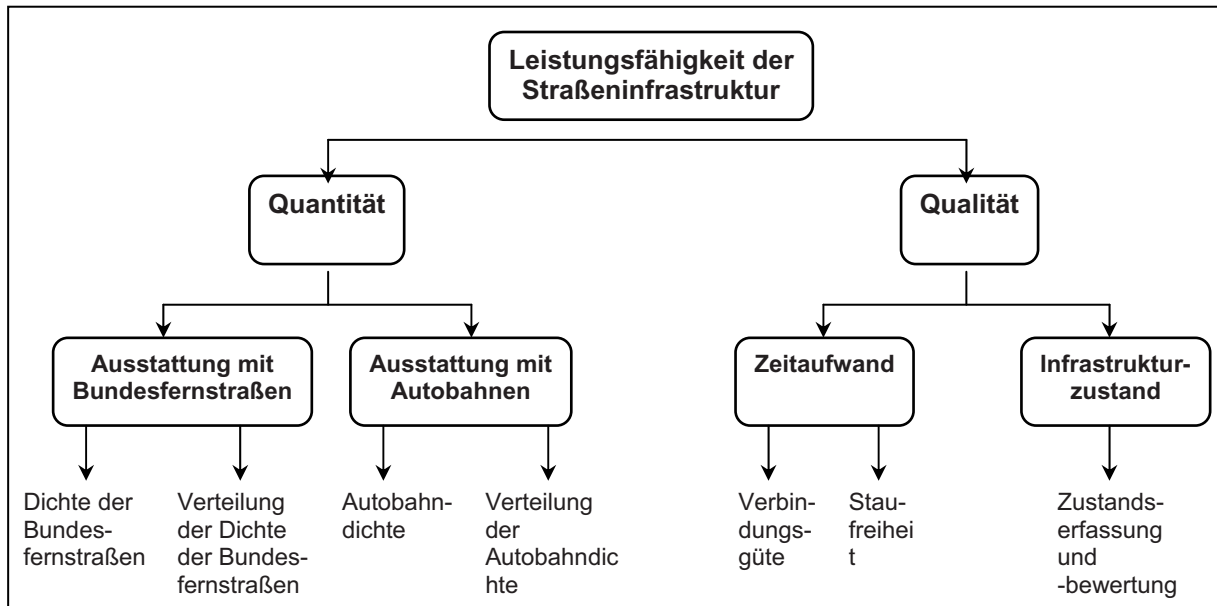 Leistungsfähigkeit der
Straßeninfrastruktur
Quantität
Qualität
Ausstattung mit
Bundesfernstraßen
Ausstattung mit
Autobahnen
Zeitaufwand
Infrastruktur-
zustand
Dichte der
Bundes-
fernstraßen
Verteilung
der Dichte
der Bundes-
fernstraßen
Autobahn-
dichte
Verteilung
der
Autobahndic
hte
Verbin-
dungs-
güte
Stau-
freihei
t
Zustands-
erfassung
und
-bewertung